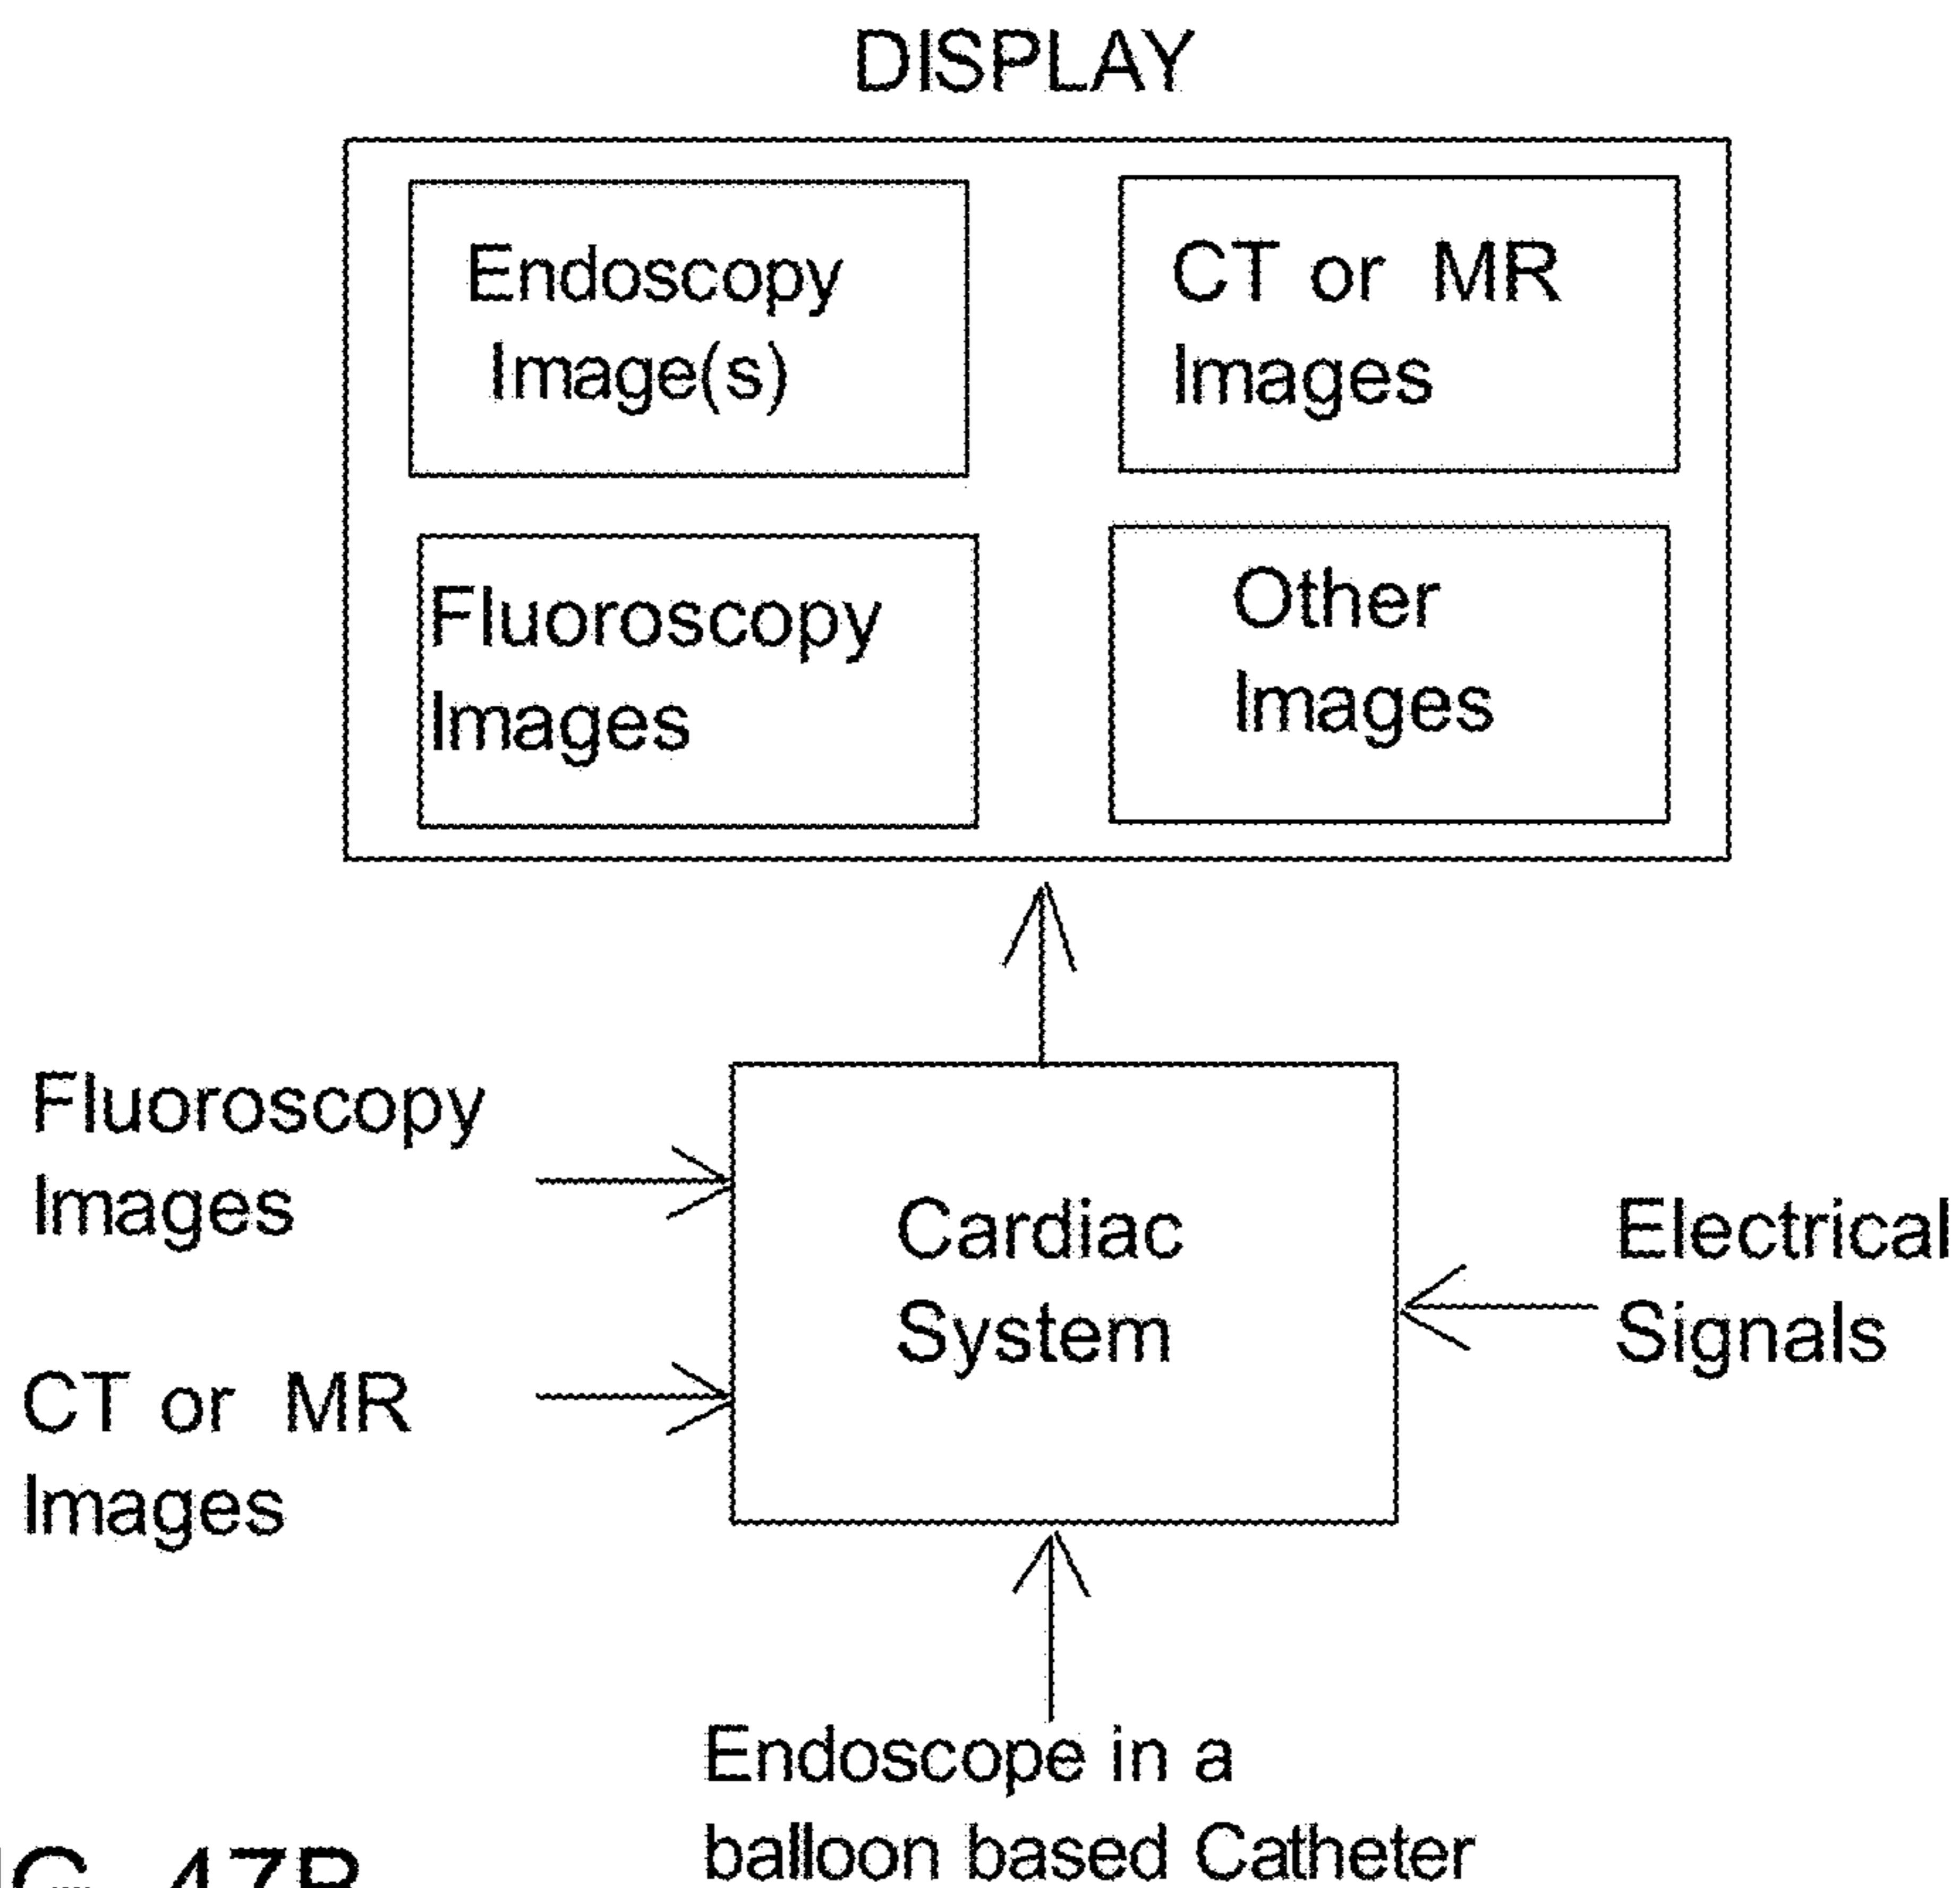 DISPLAY
Endoscopy
Image(s)
CT or MR
Images
Fluoroscopy
Images
Other
Images
Fluoroscopy
Images
Cardiac
System
Electrical
Signals
CT or MR
Images
Endoscope in a
balloon based Catheter
47B